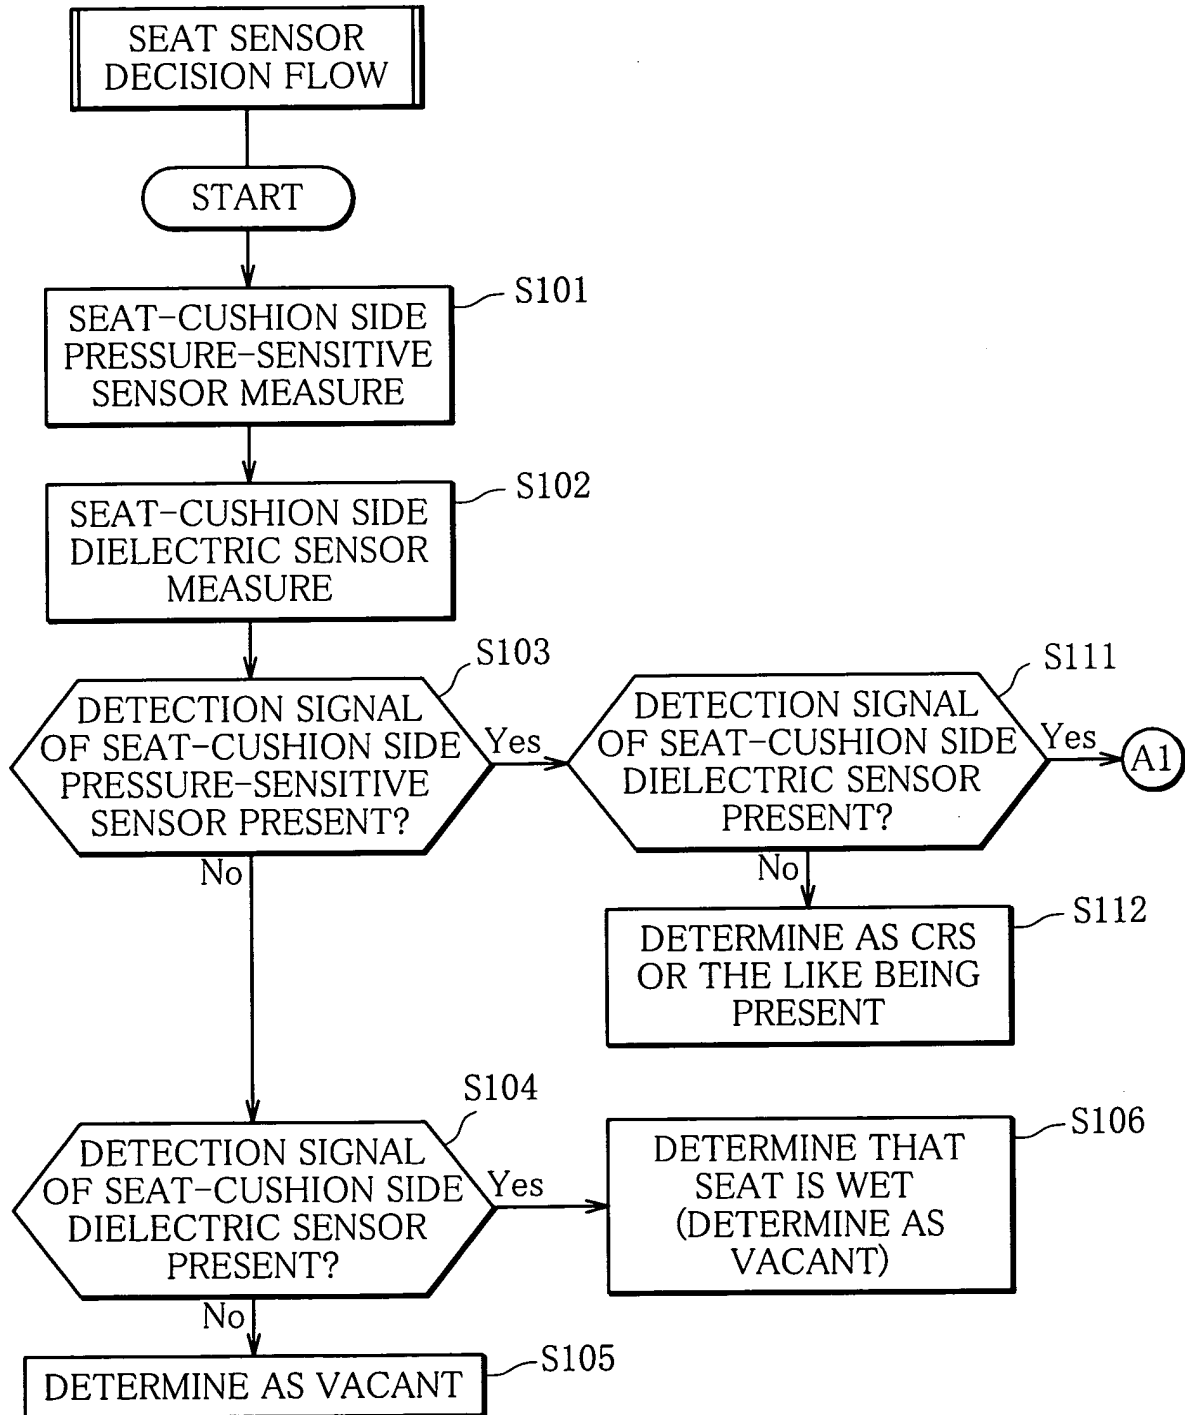 SEAT SENSOR
DECISION FLOW
START
S101
SEAT-CUSHION SIDE
PRESSURE-SENSITIVE
SENSOR MEASURE
S102
SEAT-CUSHION SIDE
DIELECTRIC SENSOR
MEASURE
S103
DETECTION SIGNAL
OF SEAT-CUSHION SIDE
PRESSURE-SENSITIVE
SENSOR PRESENT?
Yes
No
S111
DETECTION SIGNAL
OF SEAT-CUSHION SIDE
DIELECTRIC SENSOR
PRESENT?
Yes
A1
No
S112
DETERMINE AS CRS
OR THE LIKE BEING
PRESENT
S104
DETECTION SIGNAL
OF SEAT-CUSHION SIDE
DIELECTRIC SENSOR
PRESENT?
Yes
No
S106
DETERMINE THAT
SEAT IS WET
(DETERMINE AS
VACANT)
S105
DETERMINE AS VACANT